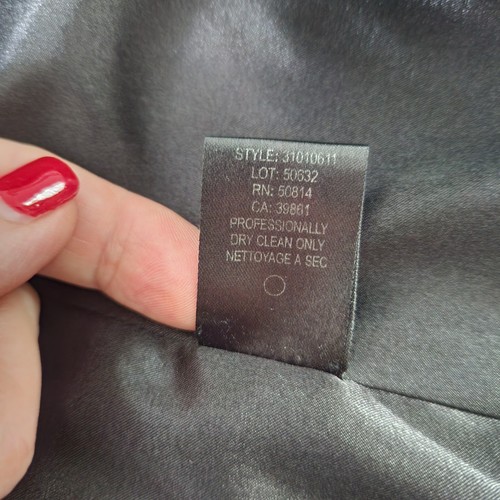 STYLE: 31010611
LOT: 50632
RN: 50814
CA: 39861
PROFESSIONALLY
DRY CLEAN ONLY
NETTOYAGE A SEC